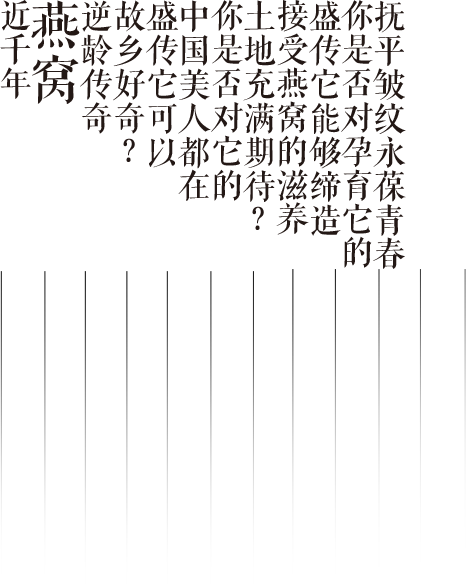 抚平皱纹永葆青春
你是否对孕育它的
盛传它能够缔造
接受燕窝的滋养
土地充满期待？
你是否对它的
中国美人都在
盛传它可以
故乡好奇？
逆龄传奇
燕窝
近千年